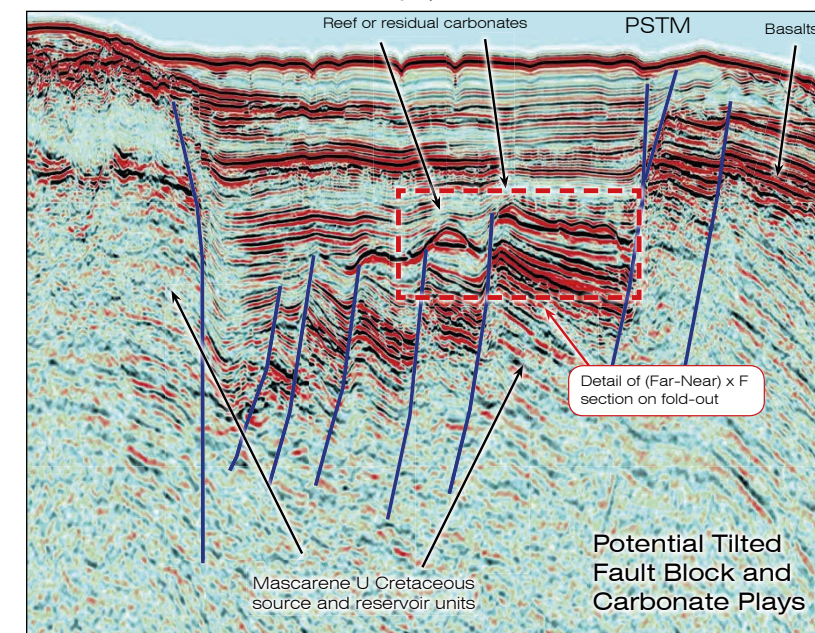 Reef or residual carbonates
PSTM
Basalts
Detail of (Far-Near) x F
section on fold-out
Mascarene U Cretaceous
source and reservoir units
Potential Tilted
Fault Block and
Carbonate Plays